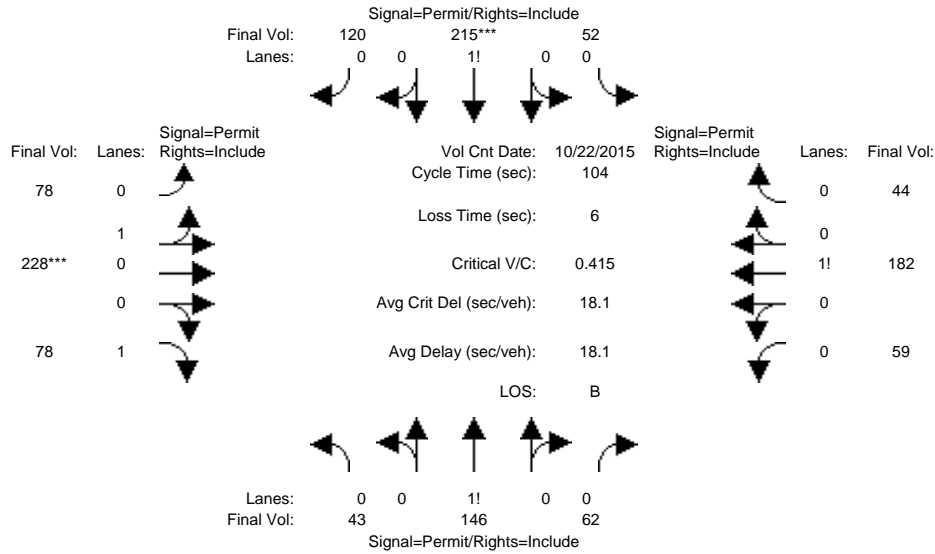 Signal=Permit/Rights=Include
Final Vol: 120 215*** 52
Lanes: 0 0 1! 0 0
Signal=Permit Signal=Permit
Final Vol: Lanes: Rights=Include Vol Cnt Date: 10/22/2015 Rights=Include Lanes: Final Vol:
Cycle Time (sec): 104
78 0 0 44
Loss Time (sec): 6
1 0
228*** 0 Critical V/C: 0.415 1! 182
0 Avg Crit Del (sec/veh): 18.1 0
78 1 Avg Delay (sec/veh): 18.1 0 59
LOS: B
Lanes: 0 0 1! 0 0
Final Vol: 43 146 62
Signal=Permit/Rights=Include